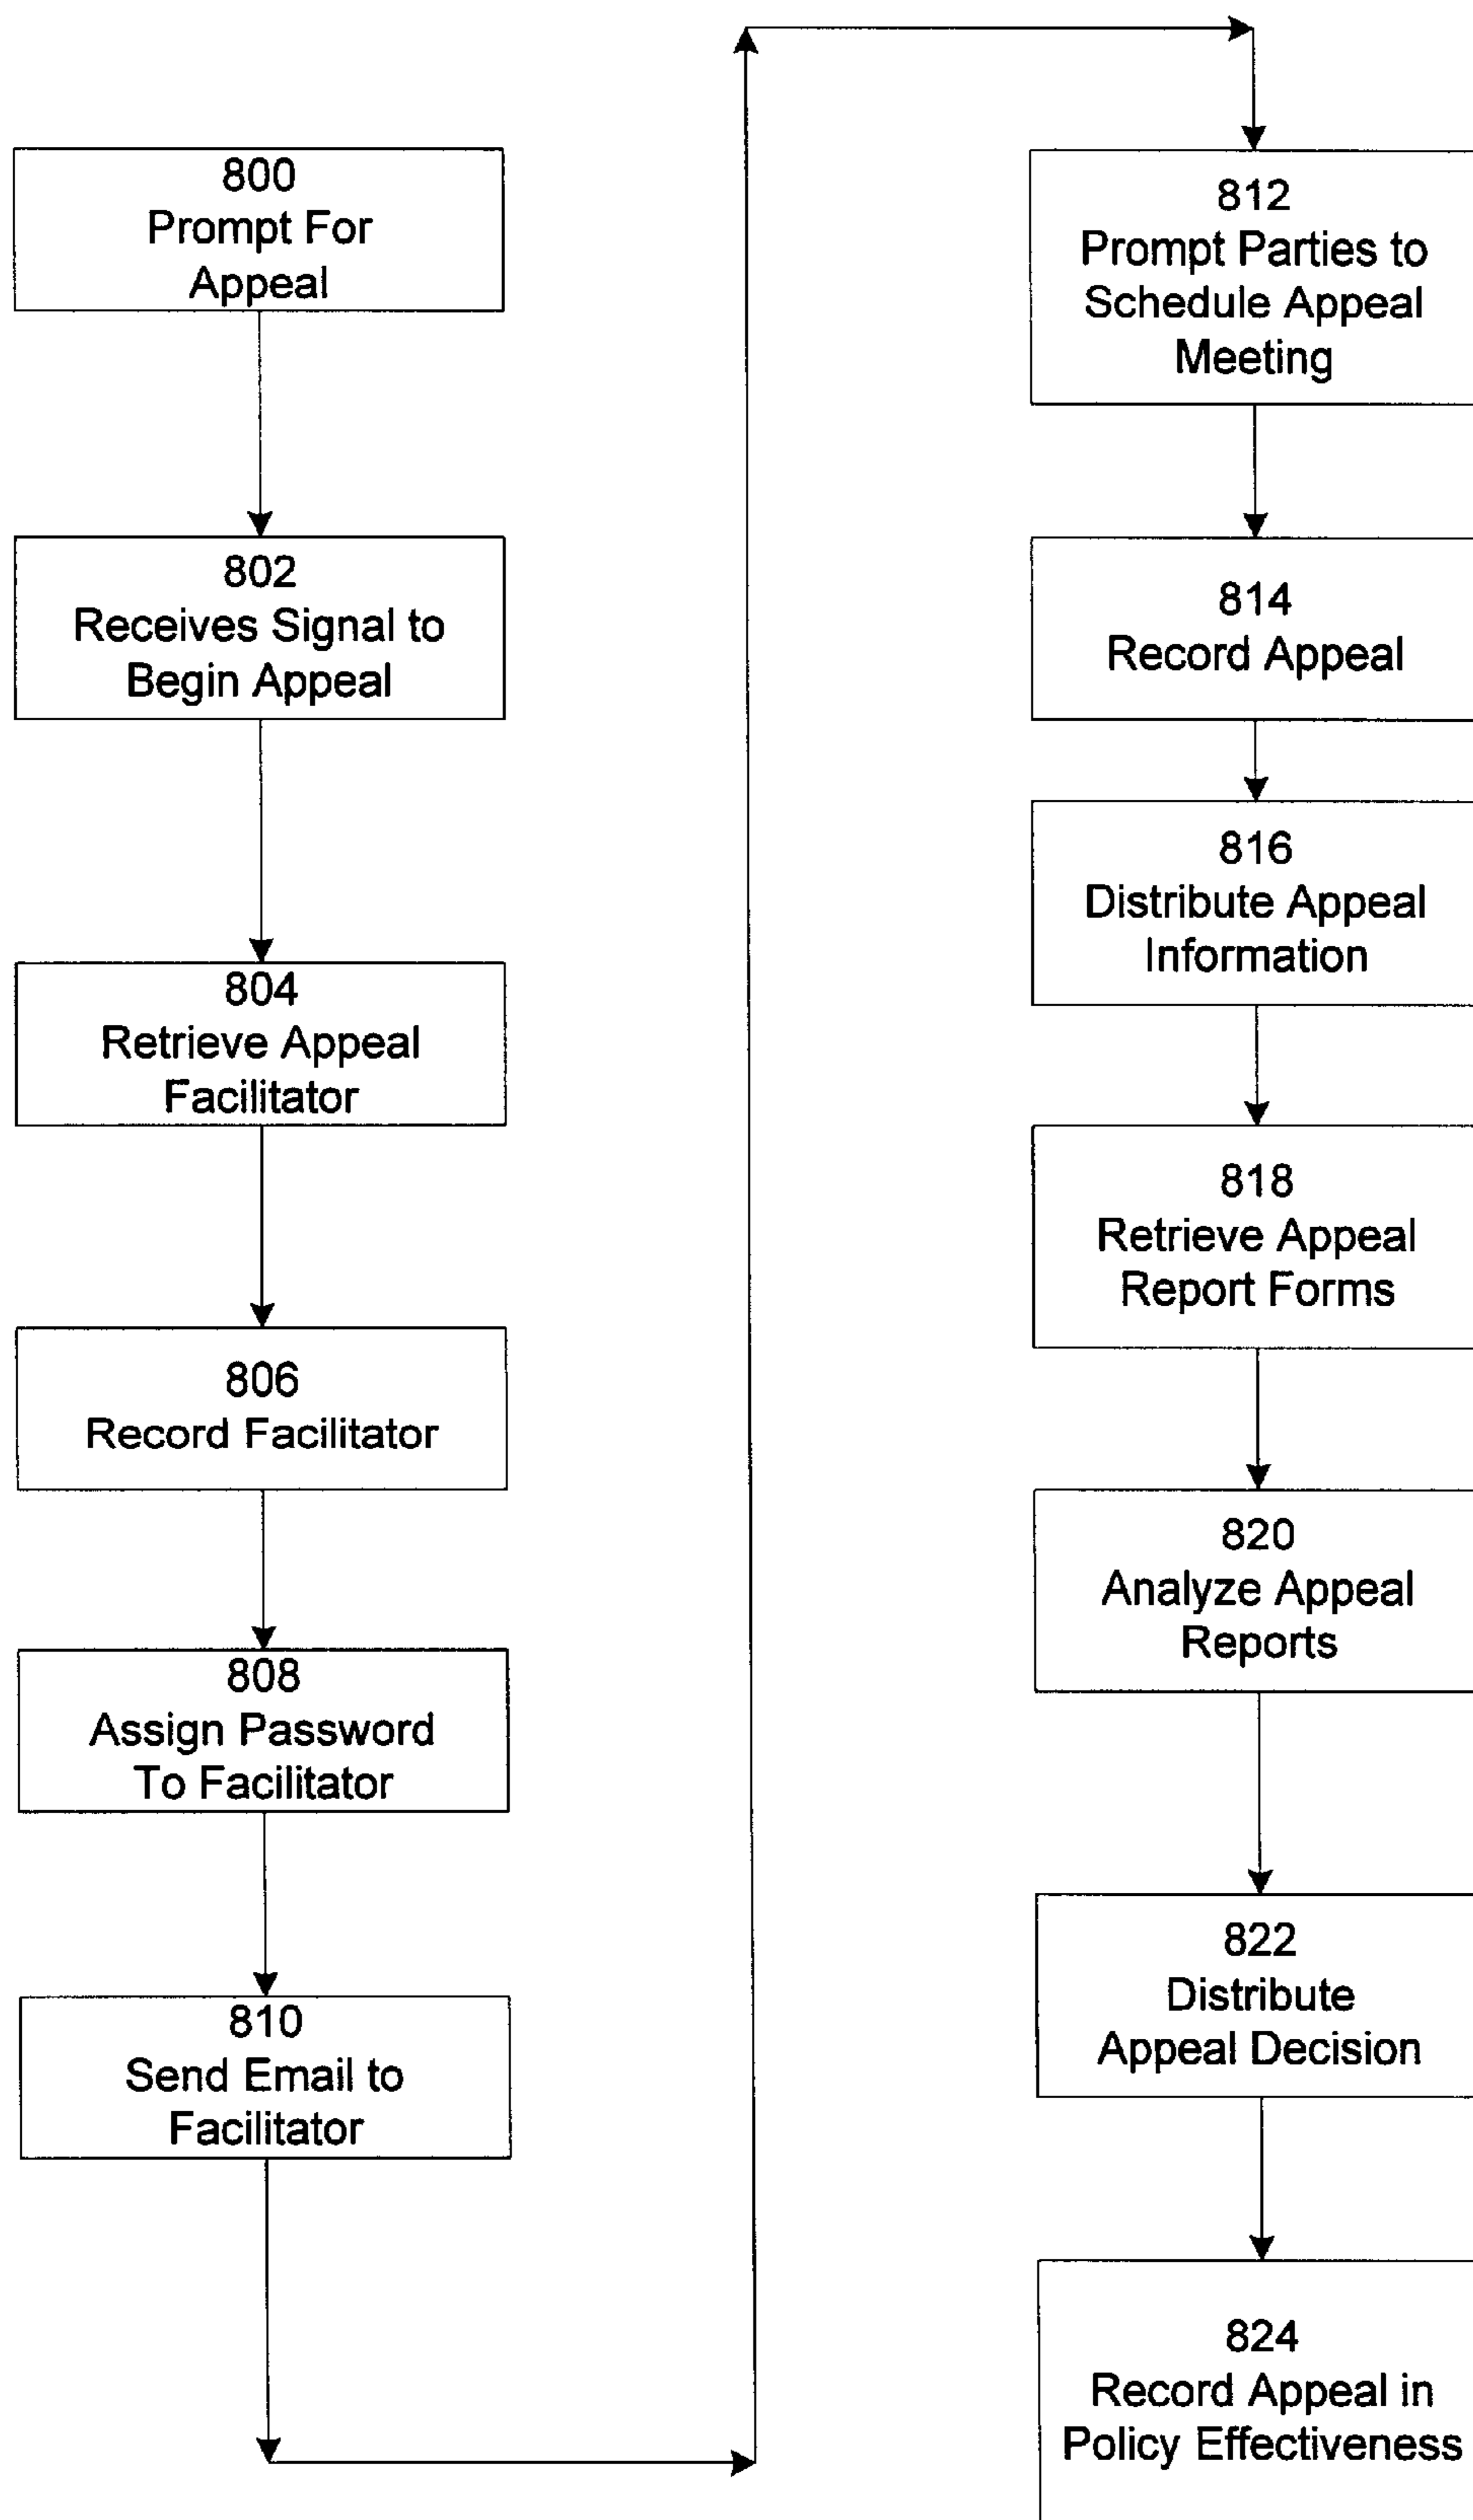 800
Prompt For
Appeal
802
Receives Signal to
Begin Appeal
804
Retrieve Appeal
Facilitator
806
Record Facilitator
808
Assign Password
To Facilitator
810
Send Email to
Facilitator
812
Prompt Parties to
Schedule Appeal
Meeting
814
Record Appeal
816
Distribute Appeal
Information
818
Retrieve Appeal
Report Forms
820
Analyze Appeal
Reports
822
Distribute
Appeal Decision
824
Record Appeal in
Policy Effectiveness